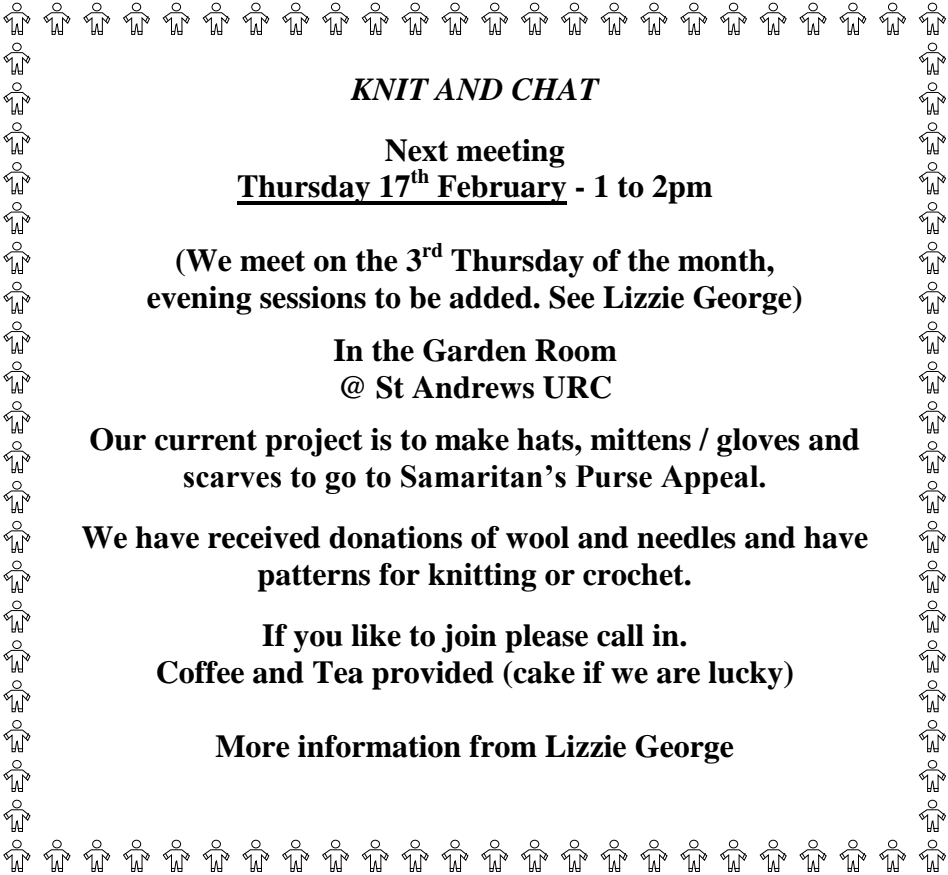 KNIT AND CHAT
Next meeting
Thursday 17th February - 1 to 2pm
(We meet on the 3rd Thursday of the month,
evening sessions to be added. See Lizzie George)
In the Garden Room
@ St Andrews URC
Our current project is to make hats, mittens / gloves and
scarves to go to Samaritan’s Purse Appeal.
We have received donations of wool and needles and have
patterns for knitting or crochet.
If you like to join please call in.
Coffee and Tea provided (cake if we are lucky)
More information from Lizzie George